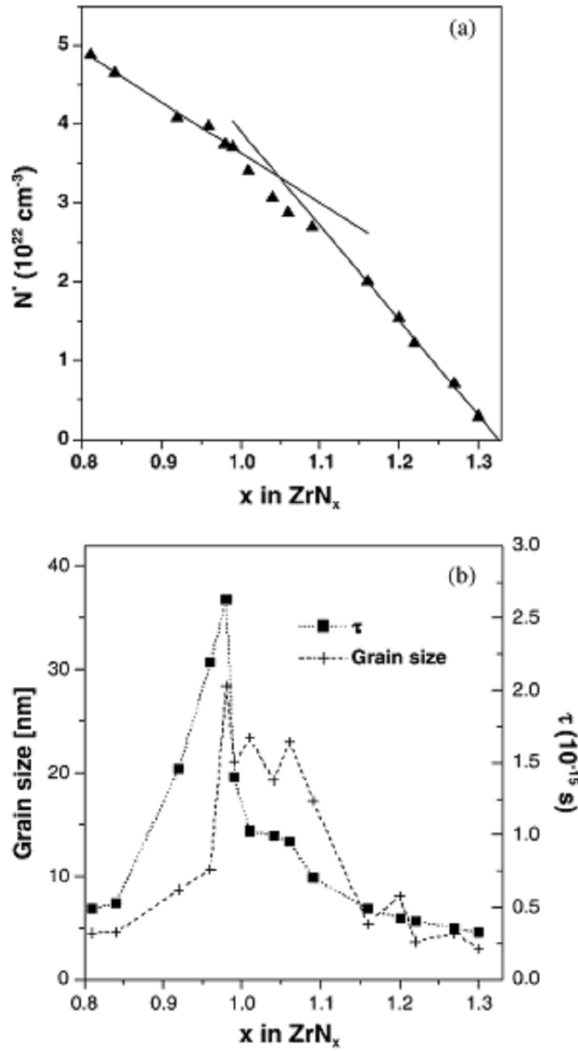 (a)
5
4
3
2
1
0
N* (10²² cm⁻³)
0.8 0.9 1.0 1.1 1.2 1.3
x in ZrNₓ
(b)
40
30
20
10
0
Grain size [nm]
τ
Grain size
3.0
2.5
2.0
1.5
1.0
0.5
0.0
τ (10⁻¹⁵ s)
0.8 0.9 1.0 1.1 1.2 1.3
x in ZrNₓ